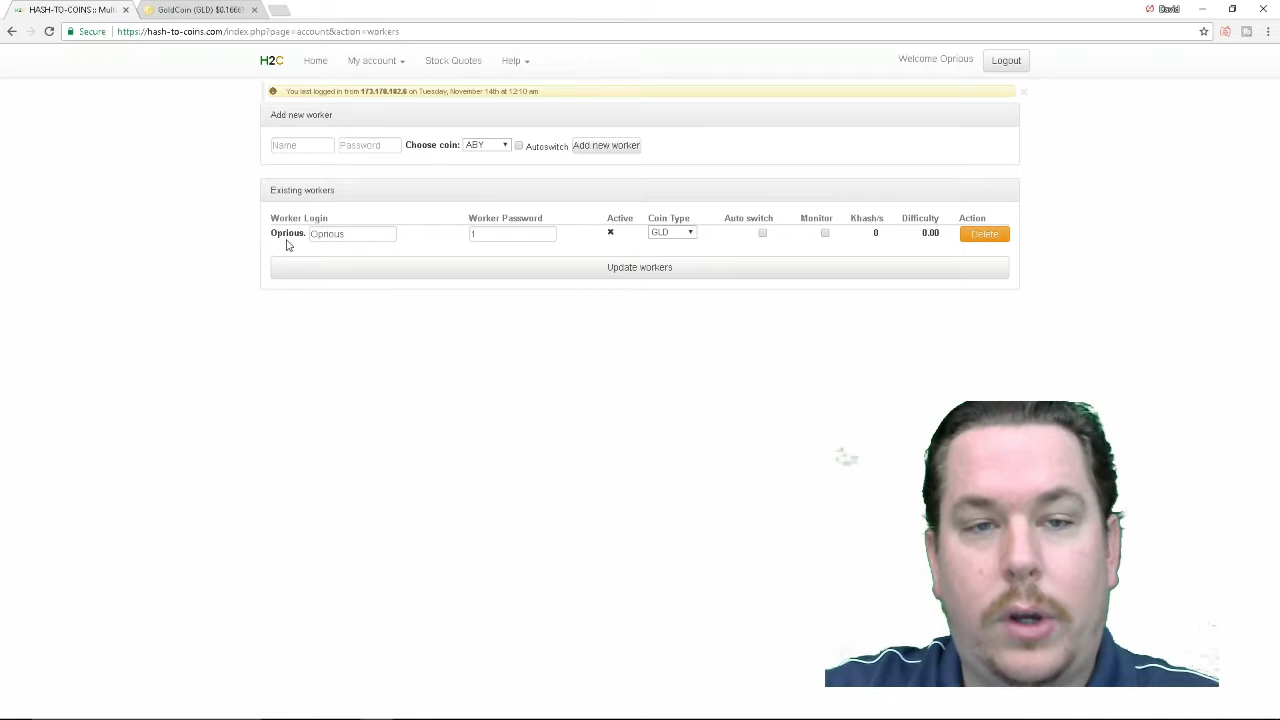 HASH-TO-COINS :: Mult
GoldCoin (GLD) $0.1666
David
Secure
https://hash-to-coins.com/index.php?page=account&action=workers
H2C
Home
My account
Stock Quotes
Help
Welcome Oprious
Logout
You last logged in from 173.170.102.6 on Tuesday, November 14th at 12:10 am
Add new worker
Name
Password
Choose coin:
ABY
Autoswitch
Add new worker
Existing workers
Worker Login
Worker Password
Active
Coin Type
Auto switch
Monitor
Khash/s
Difficulty
Action
Oprious.
Oprious
1
GLD
0
0.00
Delete
Update workers